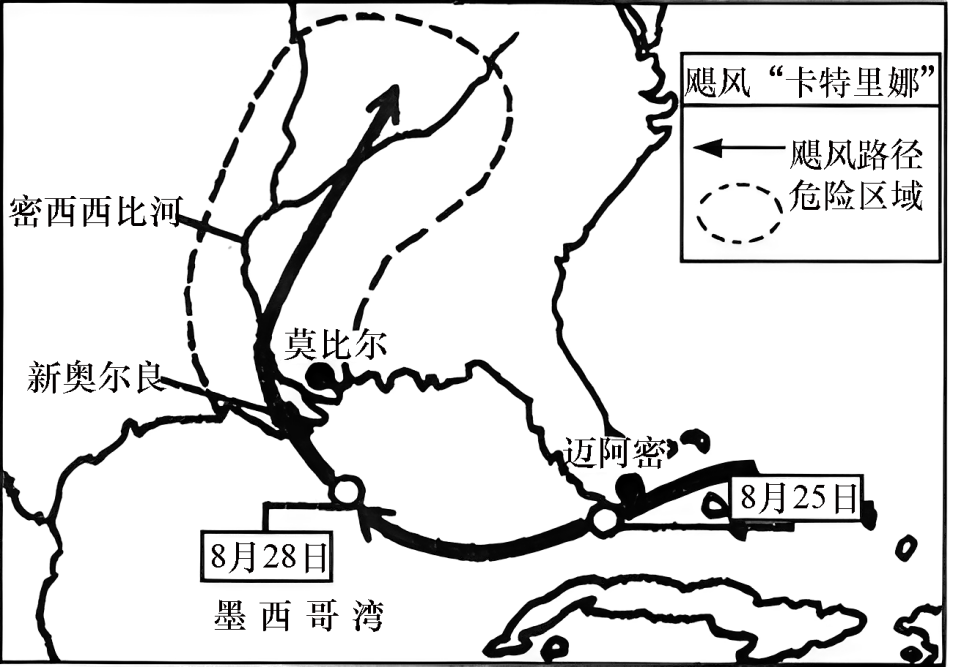 飓风“卡特里娜”
飓风路径
危险区域
密西西比河
莫比尔
新奥尔良
迈阿密
8月25日
8月28日
墨西哥湾